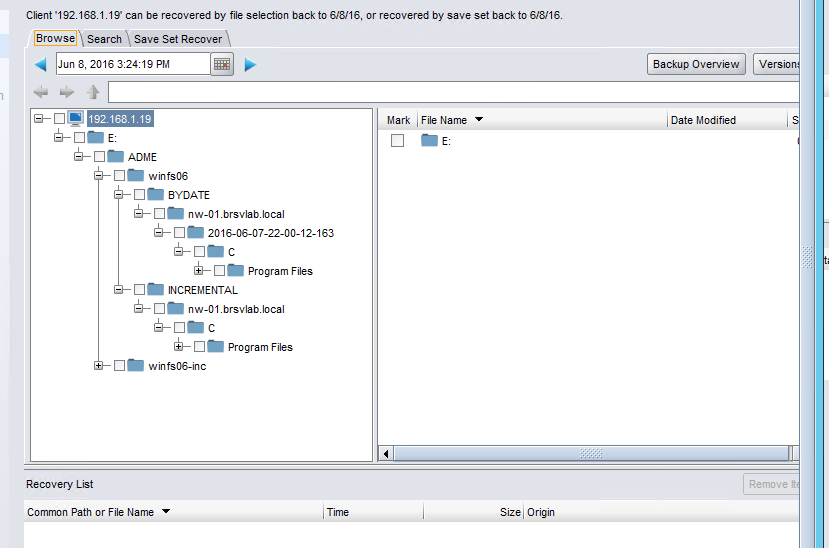 Client '192.168.1.19' can be recovered by file selection back to 6/8/16, or recovered by save set back to 6/8/16.
Browse Search Save Set Recover
Jun 8, 2016 3:24:19 PM Backup Overview Versions
192.168.1.19 Mark File Name Date Modified S
E: E:
ADME
winfs06
BYDATE
nw-01.brsvlab.local
2016-06-07-22-00-12-163
C
Program Files
INCREMENTAL
nw-01.brsvlab.local
C
Program Files
winfs06-inc
Recovery List Remove Ite
Common Path or File Name Time Size Origin